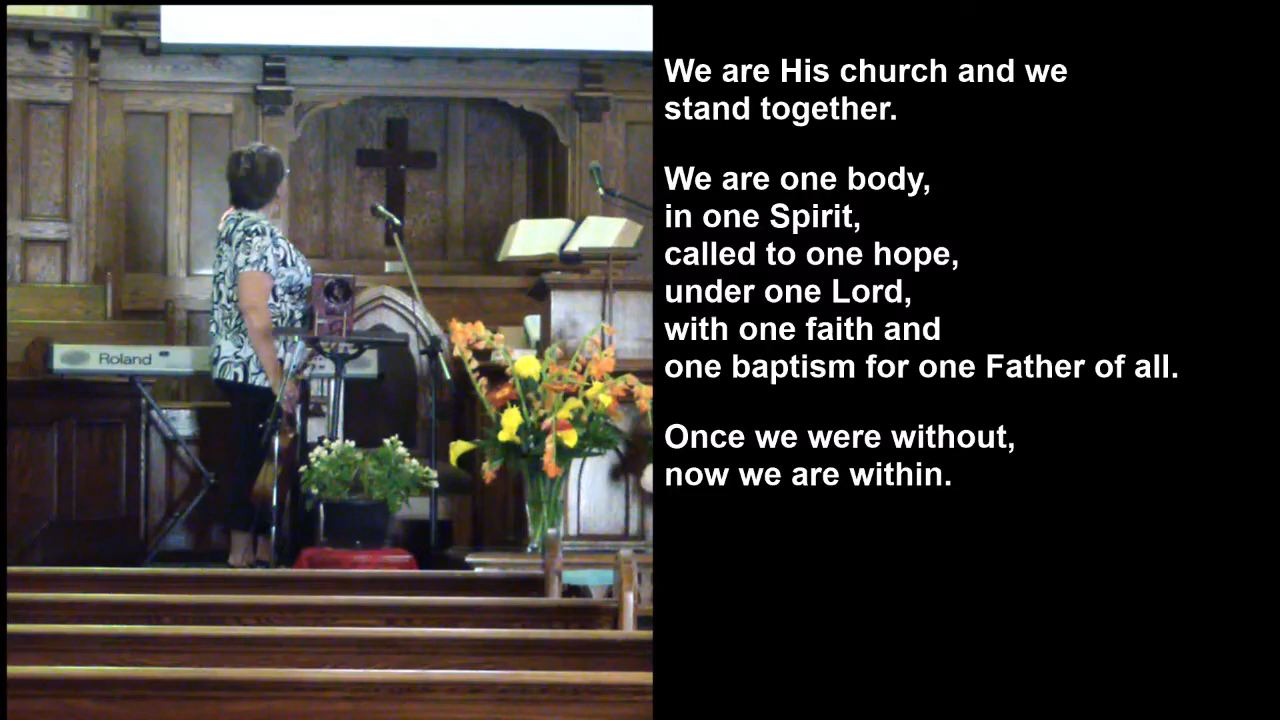 Roland
We are His church and we
stand together.
We are one body,
in one Spirit,
called to one hope,
under one Lord,
with one faith and
one baptism for one Father of all.
Once we were without,
now we are within.